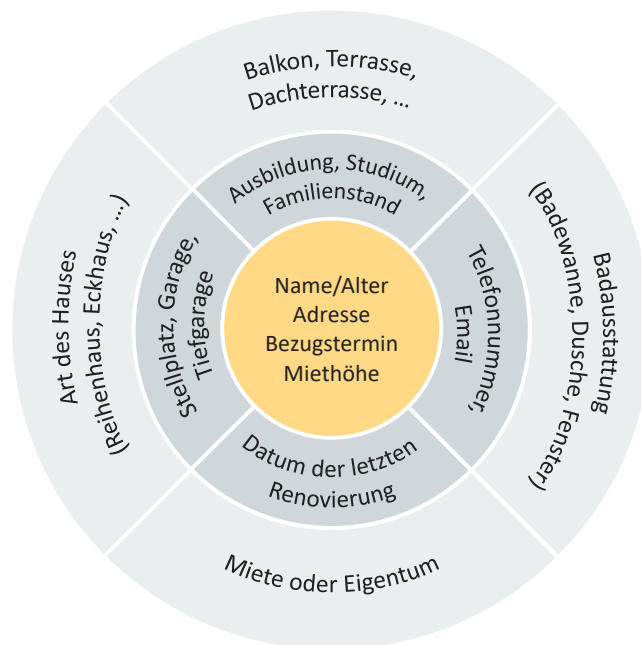 Balkon, Terrasse,
Dachterrasse, ...
Ausbildung, Studium,
Familienstand
Art des Hauses
(Reihenhaus, Eckhaus, ...)
Stellplatz, Garage,
Tiefgarage
Name/Alter
Adresse
Bezugstermin
Miethöhe
Telefonnummer,
Email
Badausstattung
(Badewanne, Dusche, Fenster)
Datum der letzten
Renovierung
Miete oder Eigentum